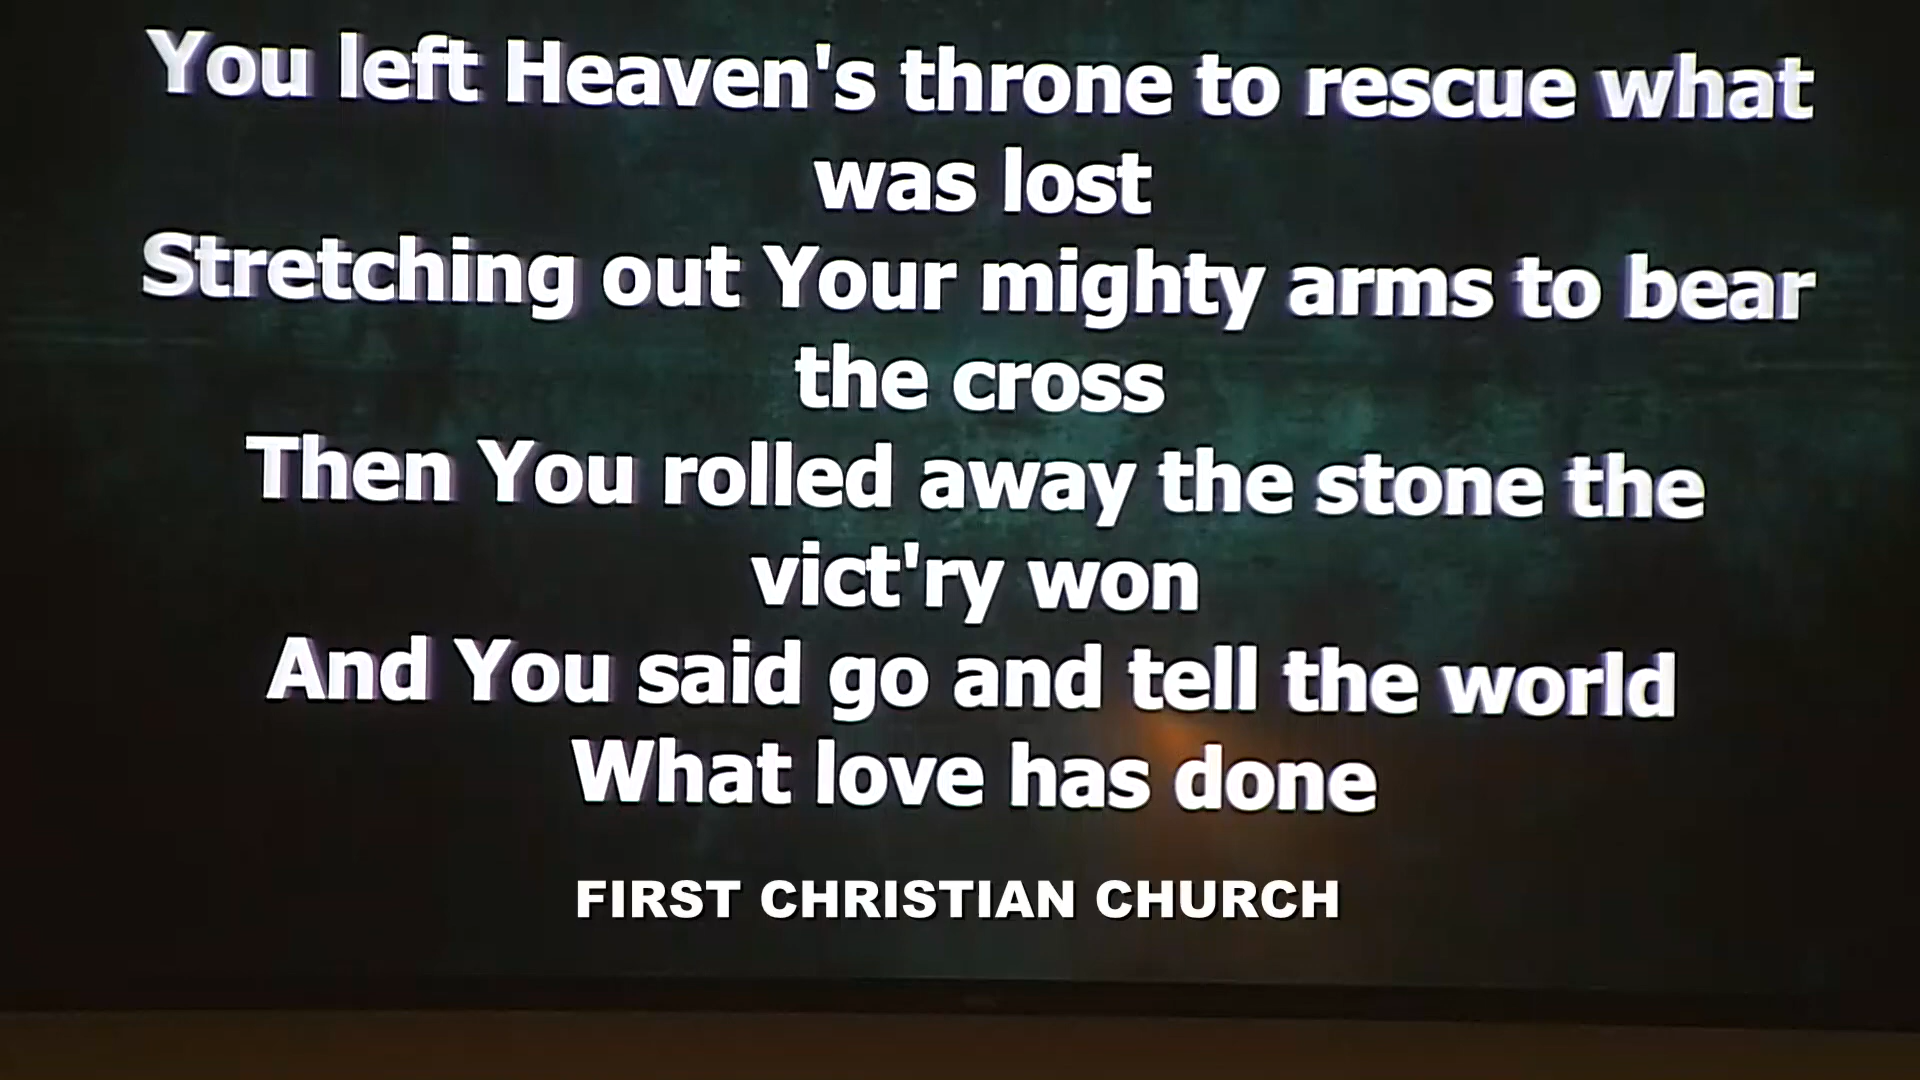 You left Heaven's throne to rescue what
was lost
Stretching out Your mighty arms to bear
the cross
Then You rolled away the stone the
vict'ry won
And You said go and tell the world
What love has done
FIRST CHRISTIAN CHURCH